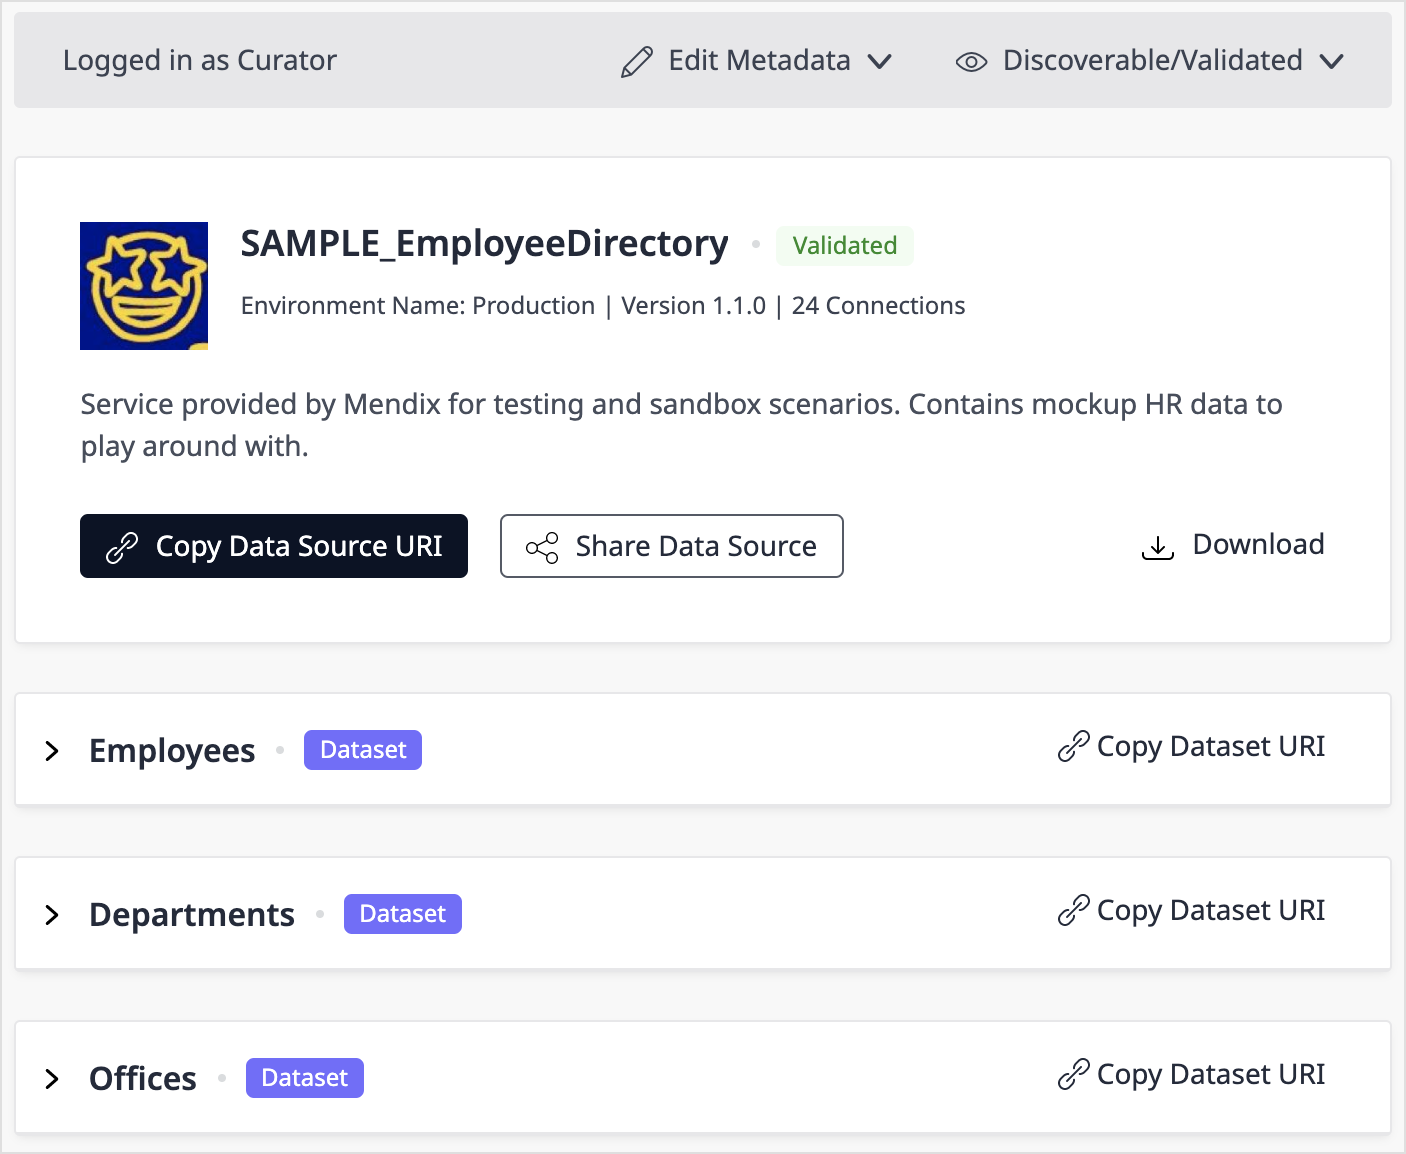 Logged in as Curator
Edit Metadata
Discoverable/Validated
SAMPLE_EmployeeDirectory
Validated
Environment Name: Production | Version 1.1.0 | 24 Connections
Service provided by Mendix for testing and sandbox scenarios. Contains mockup HR data to
play around with.
Copy Data Source URI
Share Data Source
Download
Employees
Dataset
Copy Dataset URI
Departments
Dataset
Copy Dataset URI
Offices
Dataset
Copy Dataset URI